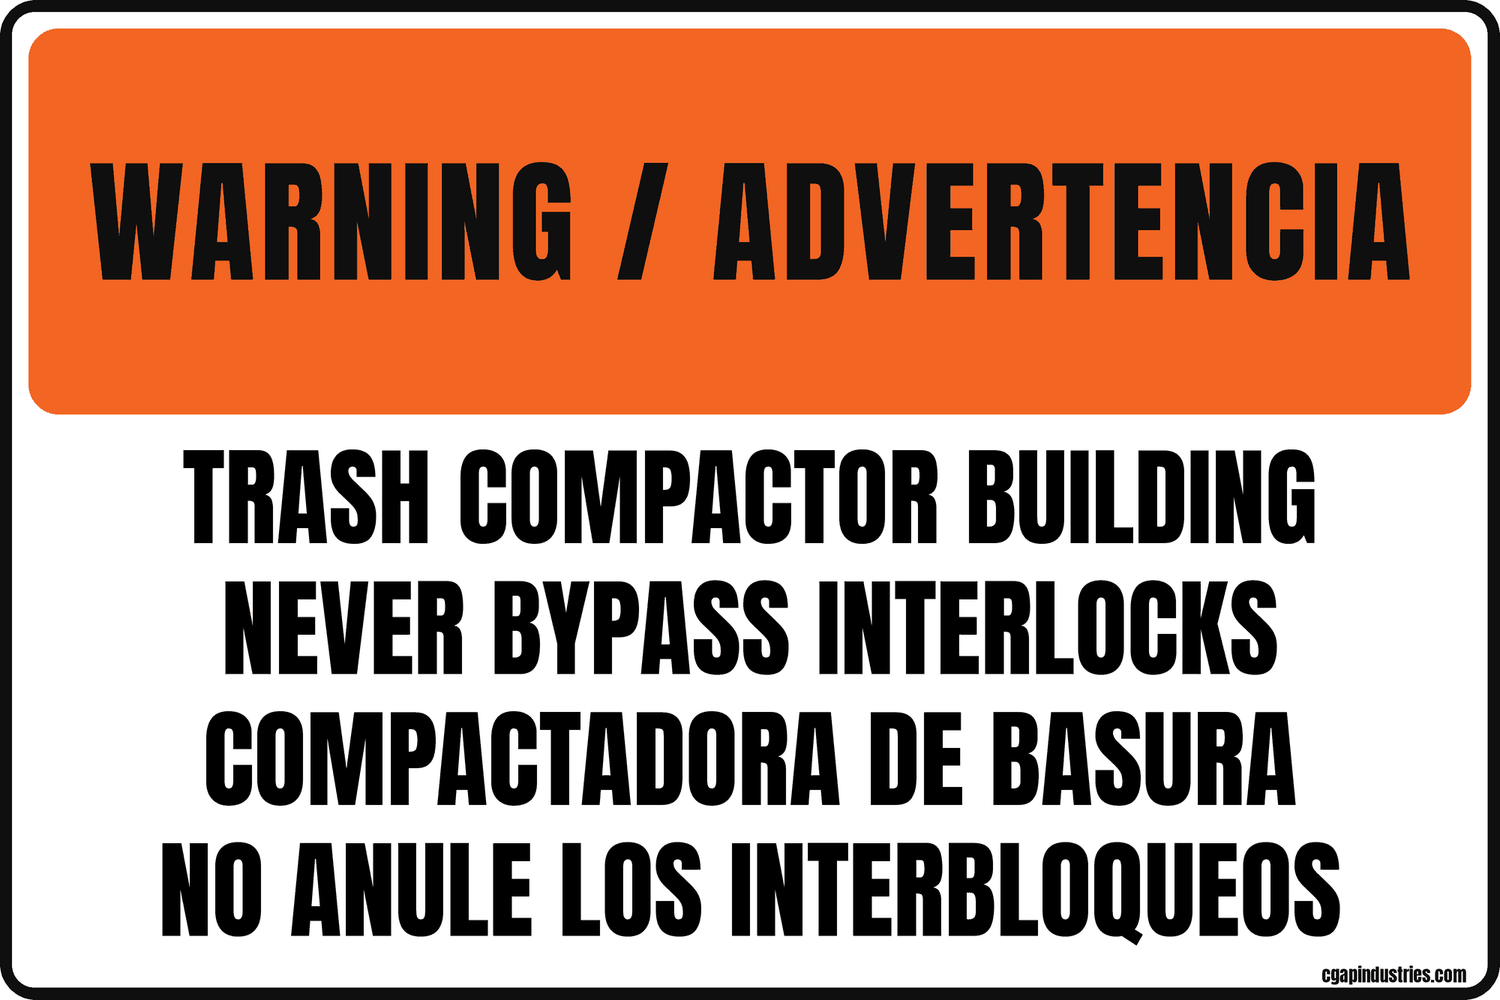 WARNING / ADVERTENCIA
TRASH COMPACTOR BUILDING
NEVER BYPASS INTERLOCKS
COMPACTADORA DE BASURA
NO ANULE LOS INTERBLOQUEOS
cgapindustries.com